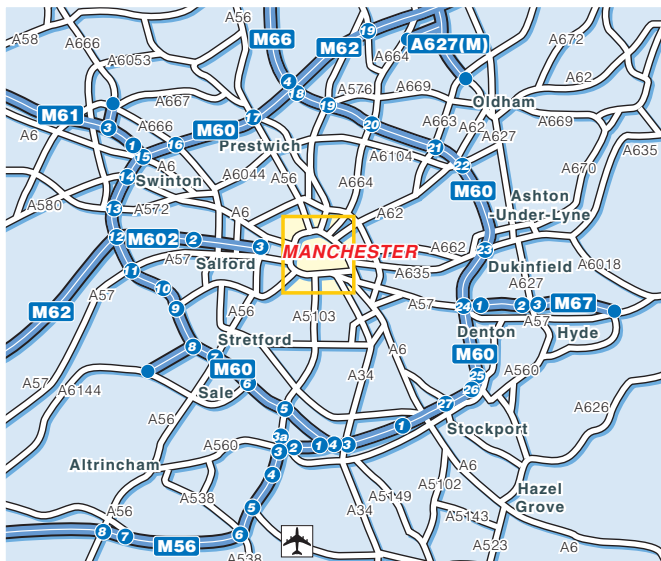 A56
M66
A58
A666
A6053
M62
19
A627(M)
A672
A664
A62
4
18
A576
A669
Oldham
A667
M61
3
A6
A666
M60
17
19
20
A663
A62
A669
A627
A635
1
16
15
Prestwich
A6104
21
22
A6
14
Swinton
A6044
A56
A664
A670
M60
Ashton
-Under-Lyne
A580
13
A572
A6
A62
12
M602
2
3
MANCHESTER
A662
23
A57
Salford
A635
Dukinfield
A6018
11
A57
10
A627
M62
9
A56
A5103
A57
24
1
2
3
M67
A57
Stretford
Denton
Hyde
A6
8
7
M60
M60
A560
A57
A6144
6
A34
25
26
Sale
5
27
A626
A56
1
Stockport
3a
A560
3
2
1
4
3
Altrincham
4
A6
A538
A5149
A5102
Hazel
Grove
5
A56
A34
A5143
8
7
M56
6
A538
A523
A6